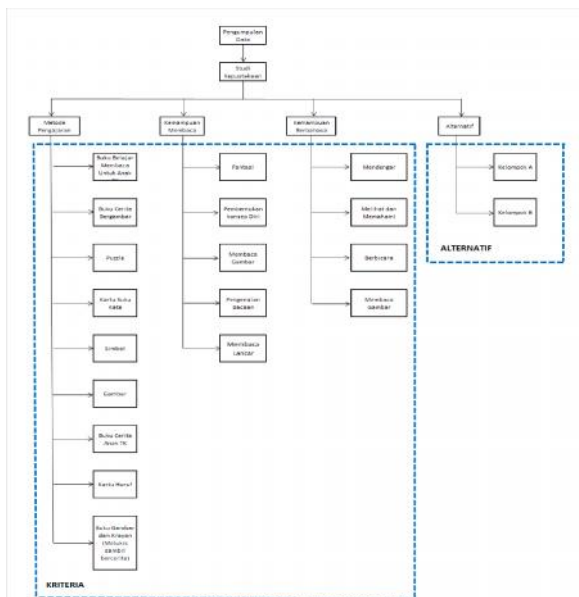 Pengumpulan
Data
Studi
Kepustakaan
Metode
Pengajaran
Kemampuan
Membaca
Kemampuan
Berbahasa
Alternatif
Buku Belajar
Membaca
Untuk Anak
Fantasi
Mendengar
Kelompok A
Buku Cerita
Bergambar
Pembentukan
Konsep Diri
Melihat dan
Memahami
Kelompok B
ALTERNATIF
Puzzle
Membaca
Gambar
Berbicara
Kartu Suku
Kata
Pengenalan
Bacaan
Membaca
Gambar
Simbol
Membaca
Lancar
Gambar
Buku Cerita
Anak TK
Kartu Huruf
Buku Gambar
dan Krayon
(Melukis
sambil
bercerita)
KRITERIA